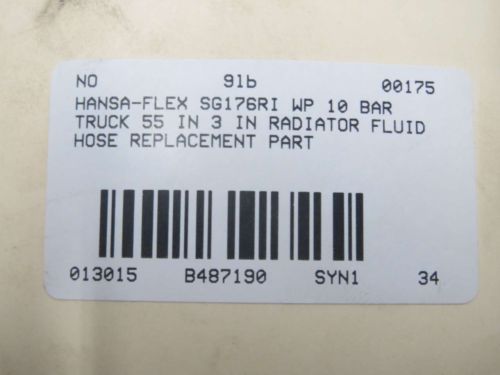 NO 9lb 00175
HANSA-FLEX SG176RI WP 10 BAR
TRUCK 55 IN 3 IN RADIATOR FLUID
HOSE REPLACEMENT PART
013015 B487190 SYN1 34